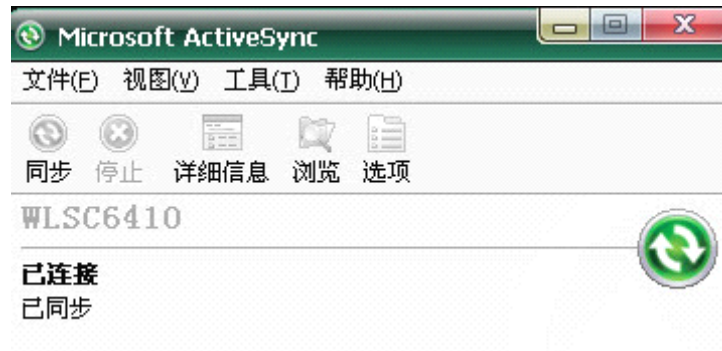 Microsoft ActiveSync
文件(F) 视图(V) 工具(T) 帮助(H)
同步 停止 详细信息 浏览 选项
WLSC6410
已连接
已同步